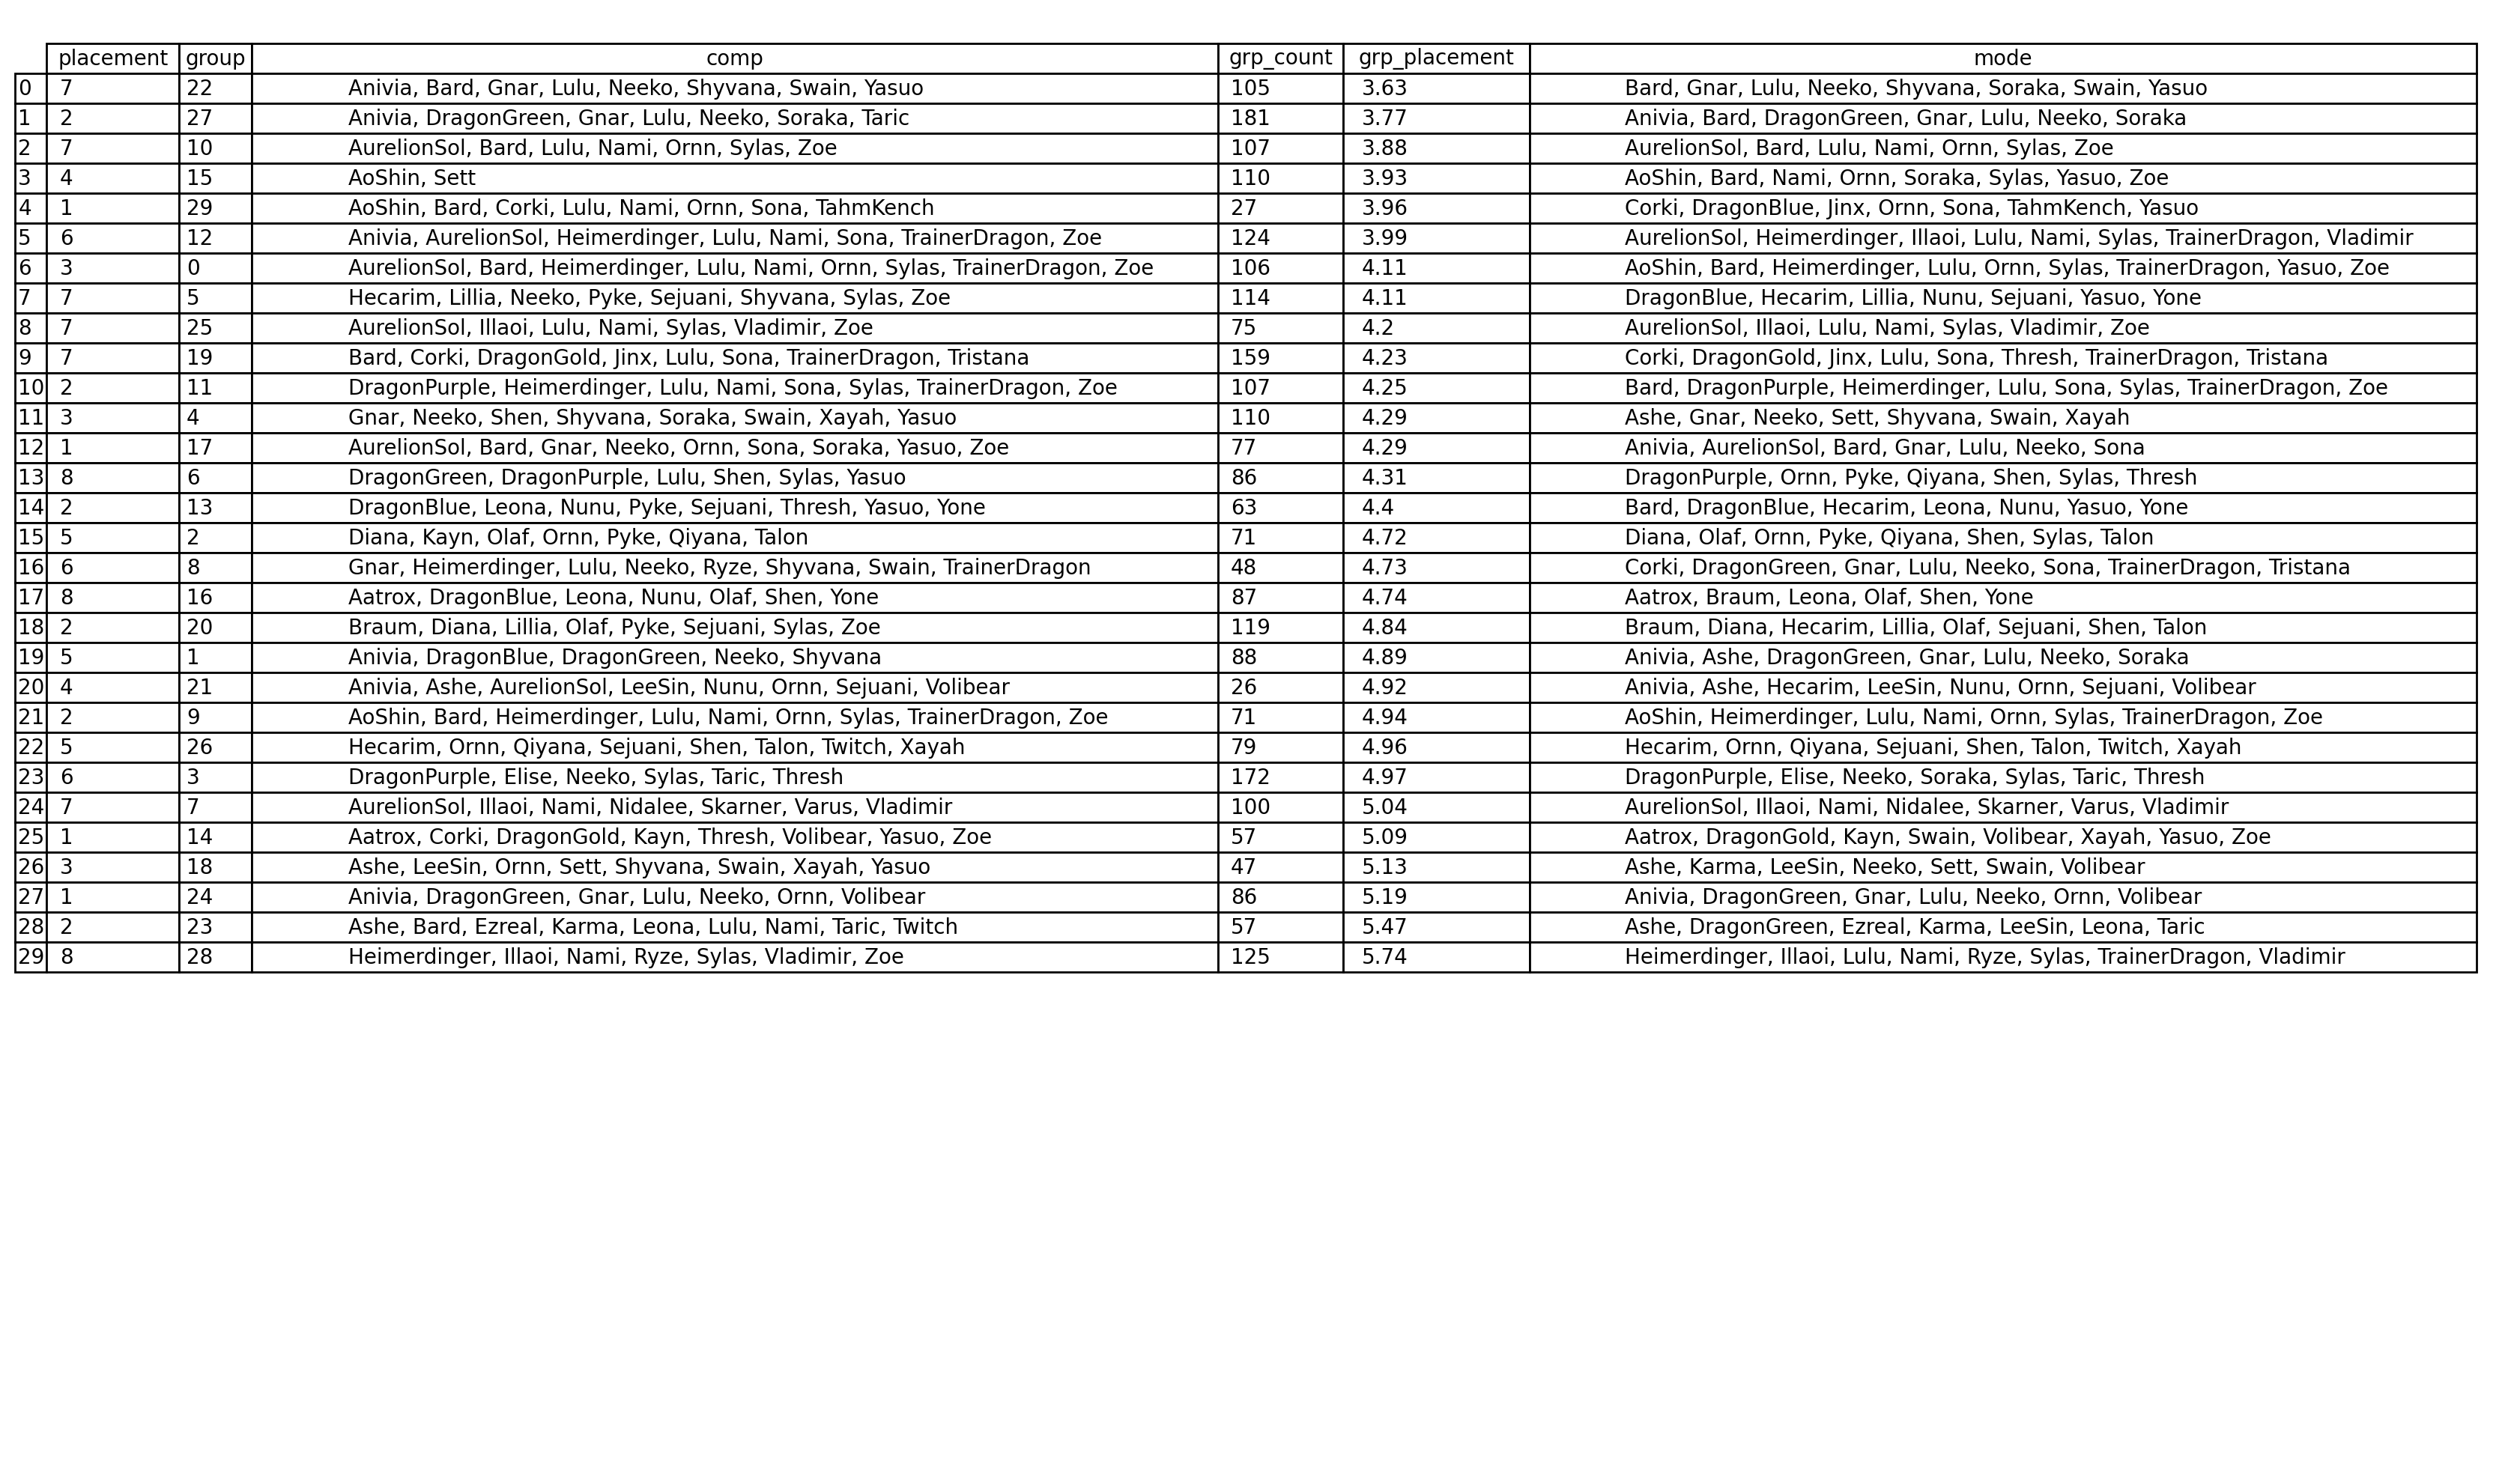 placement group comp grp_count grp_placement mode
0 7 22 Anivia, Bard, Gnar, Lulu, Neeko, Shyvana, Swain, Yasuo 105 3.63 Bard, Gnar, Lulu, Neeko, Shyvana, Soraka, Swain, Yasuo
1 2 27 Anivia, DragonGreen, Gnar, Lulu, Neeko, Soraka, Taric 181 3.77 Anivia, Bard, DragonGreen, Gnar, Lulu, Neeko, Soraka
2 7 10 AurelionSol, Bard, Lulu, Nami, Ornn, Sylas, Zoe 107 3.88 AurelionSol, Bard, Lulu, Nami, Ornn, Sylas, Zoe
3 4 15 AoShin, Sett 110 3.93 AoShin, Bard, Nami, Ornn, Soraka, Sylas, Yasuo, Zoe
4 1 29 AoShin, Bard, Corki, Lulu, Nami, Ornn, Sona, TahmKench 27 3.96 Corki, DragonBlue, Jinx, Ornn, Sona, TahmKench, Yasuo
5 6 12 Anivia, AurelionSol, Heimerdinger, Lulu, Nami, Sona, TrainerDragon, Zoe 124 3.99 AurelionSol, Heimerdinger, Illaoi, Lulu, Nami, Sylas, TrainerDragon, Vladimir
6 3 0 AurelionSol, Bard, Heimerdinger, Lulu, Nami, Ornn, Sylas, TrainerDragon, Zoe 106 4.11 AoShin, Bard, Heimerdinger, Lulu, Ornn, Sylas, TrainerDragon, Yasuo, Zoe
7 7 5 Hecarim, Lillia, Neeko, Pyke, Sejuani, Shyvana, Sylas, Zoe 114 4.11 DragonBlue, Hecarim, Lillia, Nunu, Sejuani, Yasuo, Yone
8 7 25 AurelionSol, Illaoi, Lulu, Nami, Sylas, Vladimir, Zoe 75 4.2 AurelionSol, Illaoi, Lulu, Nami, Sylas, Vladimir, Zoe
9 7 19 Bard, Corki, DragonGold, Jinx, Lulu, Sona, TrainerDragon, Tristana 159 4.23 Corki, DragonGold, Jinx, Lulu, Sona, Thresh, TrainerDragon, Tristana
10 2 11 DragonPurple, Heimerdinger, Lulu, Nami, Sona, Sylas, TrainerDragon, Zoe 107 4.25 Bard, DragonPurple, Heimerdinger, Lulu, Sona, Sylas, TrainerDragon, Zoe
11 3 4 Gnar, Neeko, Shen, Shyvana, Soraka, Swain, Xayah, Yasuo 110 4.29 Ashe, Gnar, Neeko, Sett, Shyvana, Swain, Xayah
12 1 17 AurelionSol, Bard, Gnar, Neeko, Ornn, Sona, Soraka, Yasuo, Zoe 77 4.29 Anivia, AurelionSol, Bard, Gnar, Lulu, Neeko, Sona
13 8 6 DragonGreen, DragonPurple, Lulu, Shen, Sylas, Yasuo 86 4.31 DragonPurple, Ornn, Pyke, Qiyana, Shen, Sylas, Thresh
14 2 13 DragonBlue, Leona, Nunu, Pyke, Sejuani, Thresh, Yasuo, Yone 63 4.4 Bard, DragonBlue, Hecarim, Leona, Nunu, Yasuo, Yone
15 5 2 Diana, Kayn, Olaf, Ornn, Pyke, Qiyana, Talon 71 4.72 Diana, Olaf, Ornn, Pyke, Qiyana, Shen, Sylas, Talon
16 6 8 Gnar, Heimerdinger, Lulu, Neeko, Ryze, Shyvana, Swain, TrainerDragon 48 4.73 Corki, DragonGreen, Gnar, Lulu, Neeko, Sona, TrainerDragon, Tristana
17 8 16 Aatrox, DragonBlue, Leona, Nunu, Olaf, Shen, Yone 87 4.74 Aatrox, Braum, Leona, Olaf, Shen, Yone
18 2 20 Braum, Diana, Lillia, Olaf, Pyke, Sejuani, Sylas, Zoe 119 4.84 Braum, Diana, Hecarim, Lillia, Olaf, Sejuani, Shen, Talon
19 5 1 Anivia, DragonBlue, DragonGreen, Neeko, Shyvana 88 4.89 Anivia, Ashe, DragonGreen, Gnar, Lulu, Neeko, Soraka
20 4 21 Anivia, Ashe, AurelionSol, LeeSin, Nunu, Ornn, Sejuani, Volibear 26 4.92 Anivia, Ashe, Hecarim, LeeSin, Nunu, Ornn, Sejuani, Volibear
21 2 9 AoShin, Bard, Heimerdinger, Lulu, Nami, Ornn, Sylas, TrainerDragon, Zoe 71 4.94 AoShin, Heimerdinger, Lulu, Nami, Ornn, Sylas, TrainerDragon, Zoe
22 5 26 Hecarim, Ornn, Qiyana, Sejuani, Shen, Talon, Twitch, Xayah 79 4.96 Hecarim, Ornn, Qiyana, Sejuani, Shen, Talon, Twitch, Xayah
23 6 3 DragonPurple, Elise, Neeko, Sylas, Taric, Thresh 172 4.97 DragonPurple, Elise, Neeko, Soraka, Sylas, Taric, Thresh
24 7 7 AurelionSol, Illaoi, Nami, Nidalee, Skarner, Varus, Vladimir 100 5.04 AurelionSol, Illaoi, Nami, Nidalee, Skarner, Varus, Vladimir
25 1 14 Aatrox, Corki, DragonGold, Kayn, Thresh, Volibear, Yasuo, Zoe 57 5.09 Aatrox, DragonGold, Kayn, Swain, Volibear, Xayah, Yasuo, Zoe
26 3 18 Ashe, LeeSin, Ornn, Sett, Shyvana, Swain, Xayah, Yasuo 47 5.13 Ashe, Karma, LeeSin, Neeko, Sett, Swain, Volibear
27 1 24 Anivia, DragonGreen, Gnar, Lulu, Neeko, Ornn, Volibear 86 5.19 Anivia, DragonGreen, Gnar, Lulu, Neeko, Ornn, Volibear
28 2 23 Ashe, Bard, Ezreal, Karma, Leona, Lulu, Nami, Taric, Twitch 57 5.47 Ashe, DragonGreen, Ezreal, Karma, LeeSin, Leona, Taric
29 8 28 Heimerdinger, Illaoi, Nami, Ryze, Sylas, Vladimir, Zoe 125 5.74 Heimerdinger, Illaoi, Lulu, Nami, Ryze, Sylas, TrainerDragon, Vladimir